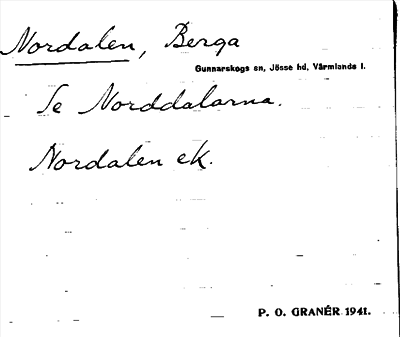 Nordalen, Berga
Gunnarskogs sn, Jösse hd, Värmlands l.
Se Norddalarna.
Nordalen ek.
P. O. GRANÉR 1941.